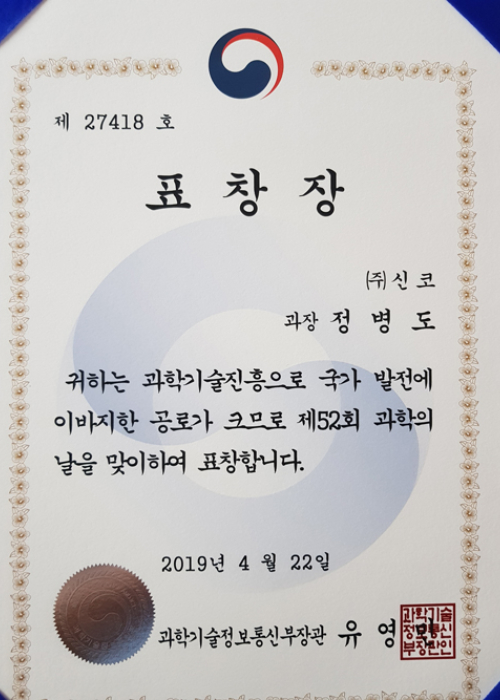 제 27418 호
표 창 장
㈜신 코
과장 정 병 도
귀하는 과학기술진흥으로 국가 발전에
이바지한 공로가 크므로 제52회 과학의
날을 맞이하여 표창합니다.
2019년 4 월 22일
과학기술정보통신부장관 유 영
과학기술
정보통신
부장관인